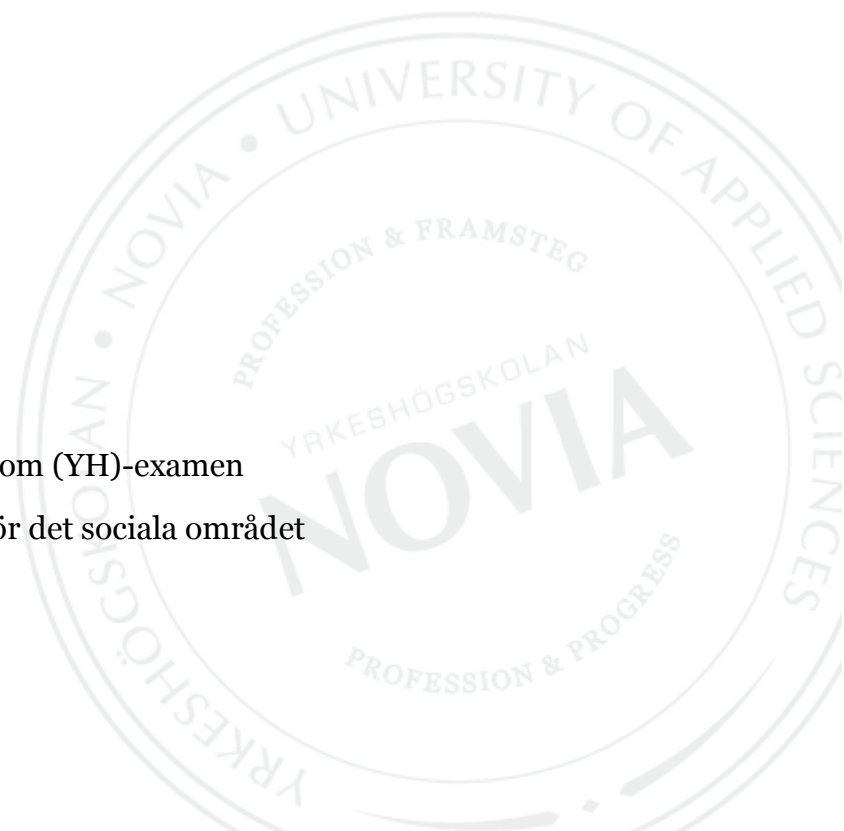 UNIVERSITY OF APPLIED SCIENCES
YRKESHÖGSKOLAN • NOVIA •
PROFESSION & FRAMSTEG
YRKESHÖGSKOLAN
NOVIA
PROFESSION & PROGRESS
om (YH)-examen
ör det sociala området